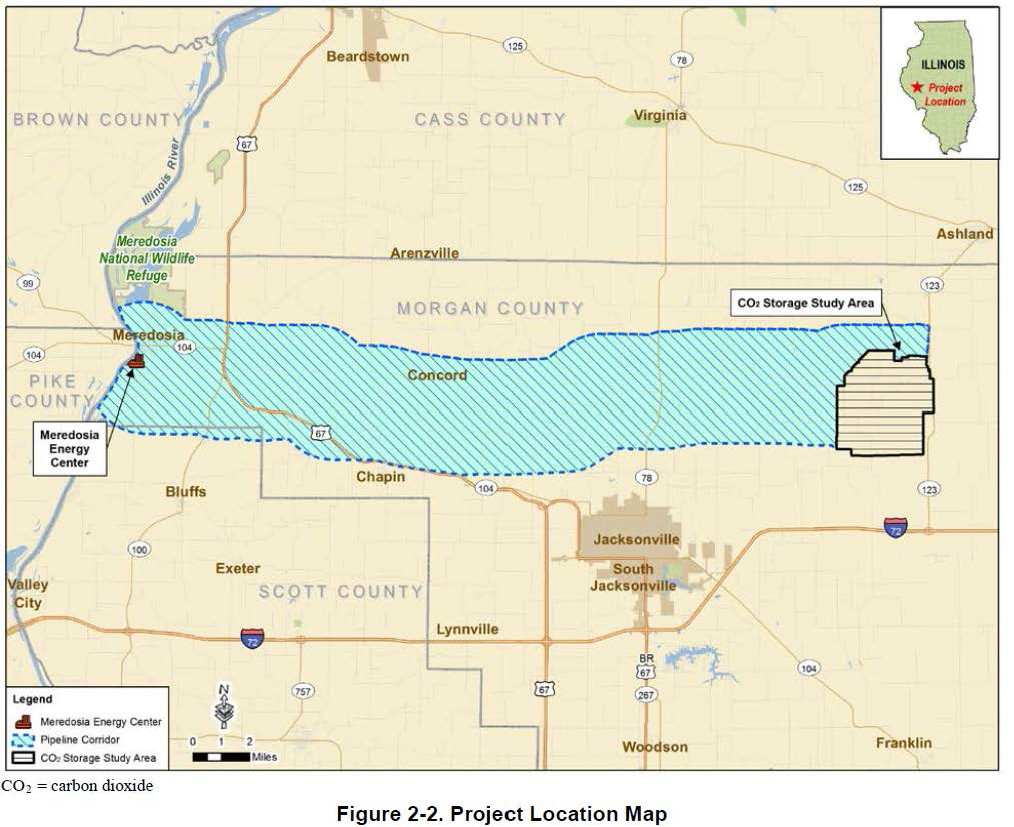 Beardstown
125
78
ILLINOIS
Project
Location
BROWN COUNTY
CASS COUNTY
Virginia
67
Illinois River
125
Ashland
Meredosia
National Wildlife
Refuge
Arenzville
99
123
CO₂ Storage Study Area
MORGAN COUNTY
Meredosia
104
104
PIKE
COUNTY
Concord
Meredosia
Energy
Center
67
Chapin
78
104
123
Bluffs
72
Jacksonville
100
Exeter
South
Jacksonville
Valley
City
SCOTT COUNTY
Lynnville
72
BR
67
104
67
267
757
Legend
Meredosia Energy Center
Pipeline Corridor
CO₂ Storage Study Area
N
0 1 2
Miles
Woodson
Franklin
CO₂ = carbon dioxide
Figure 2-2. Project Location Map